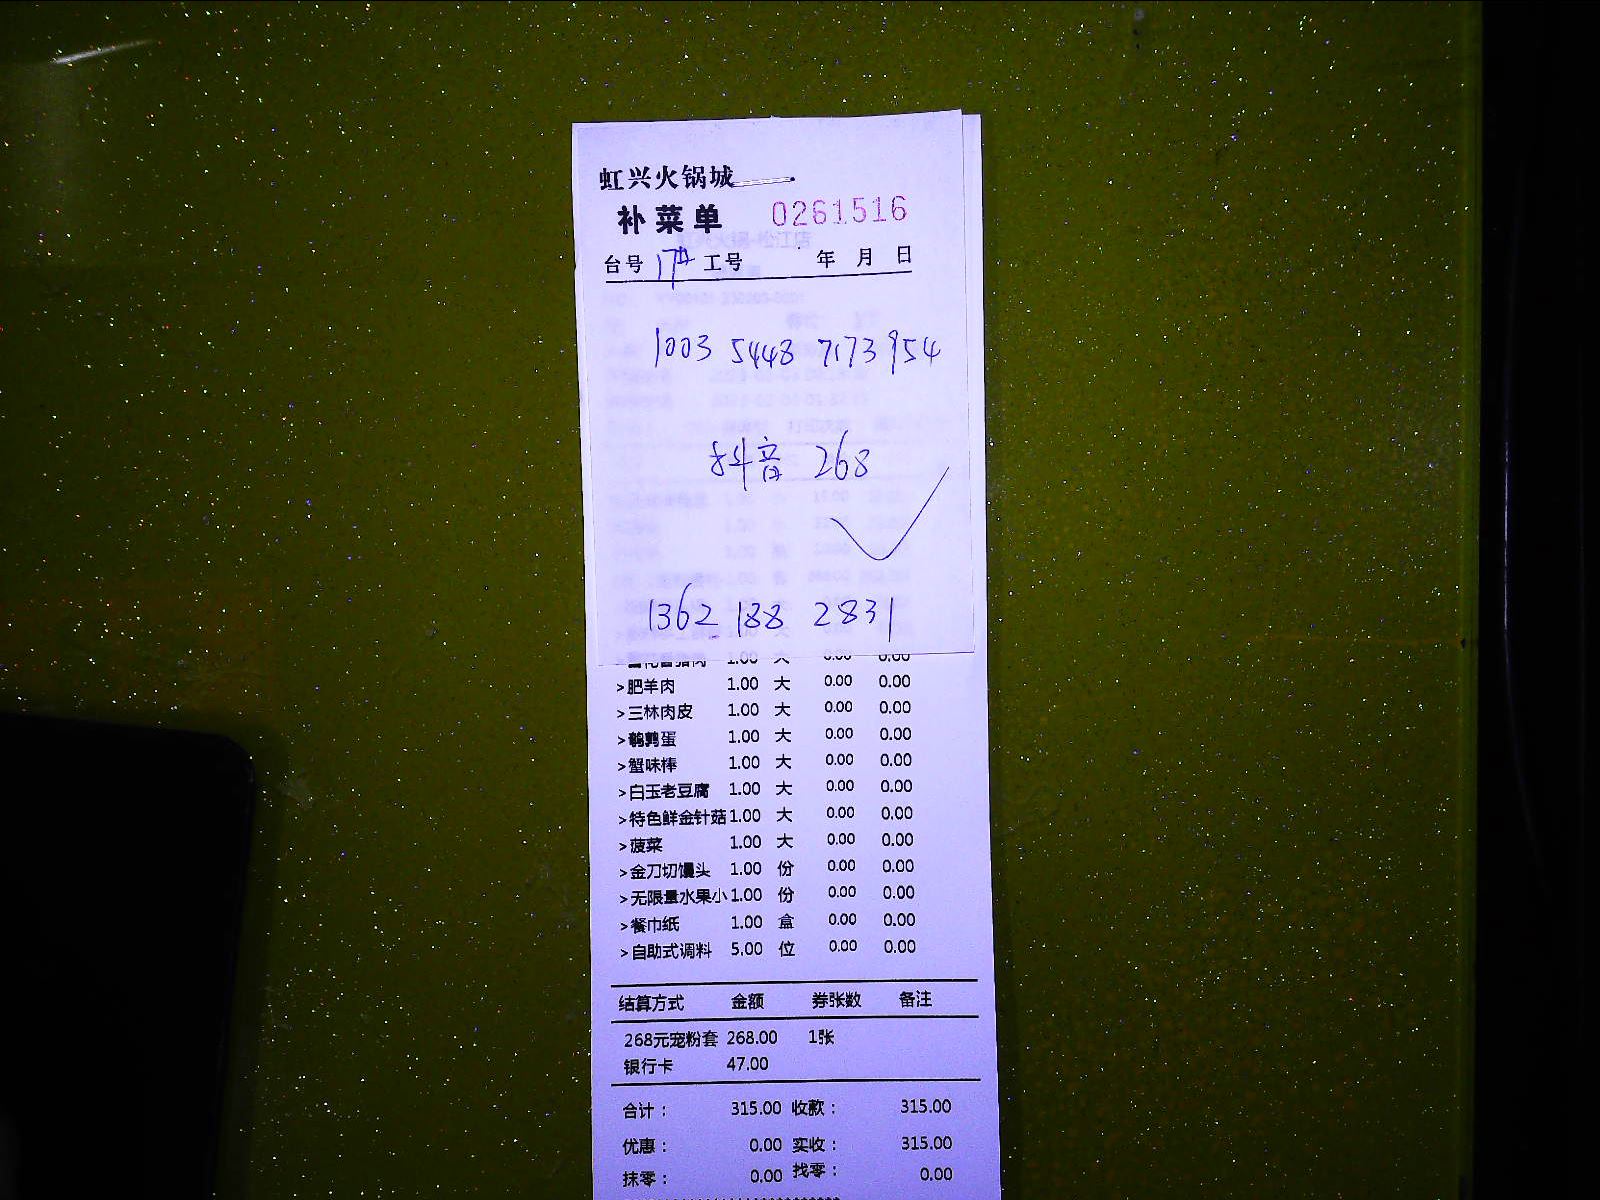 虹兴火锅城
补菜单 0261516
台号 17# 工号 年 月 日
1003 5448 7173 954
抖音 268
1362 188 2831
>肥羊肉 1.00 大 0.00 0.00
>三林肉皮 1.00 大 0.00 0.00
>鹌鹑蛋 1.00 大 0.00 0.00
>蟹味棒 1.00 大 0.00 0.00
>白玉老豆腐 1.00 大 0.00 0.00
>特色鲜金针菇 1.00 大 0.00 0.00
>菠菜 1.00 大 0.00 0.00
>金刀切馒头 1.00 份 0.00 0.00
>无限量水果小 1.00 份 0.00 0.00
>餐巾纸 1.00 盒 0.00 0.00
>自助式调料 5.00 位 0.00 0.00
结算方式 金额 券张数 备注
268元宠粉套 268.00 1张
银行卡 47.00
合计： 315.00 收款： 315.00
优惠： 0.00 实收： 315.00
抹零： 0.00 找零： 0.00